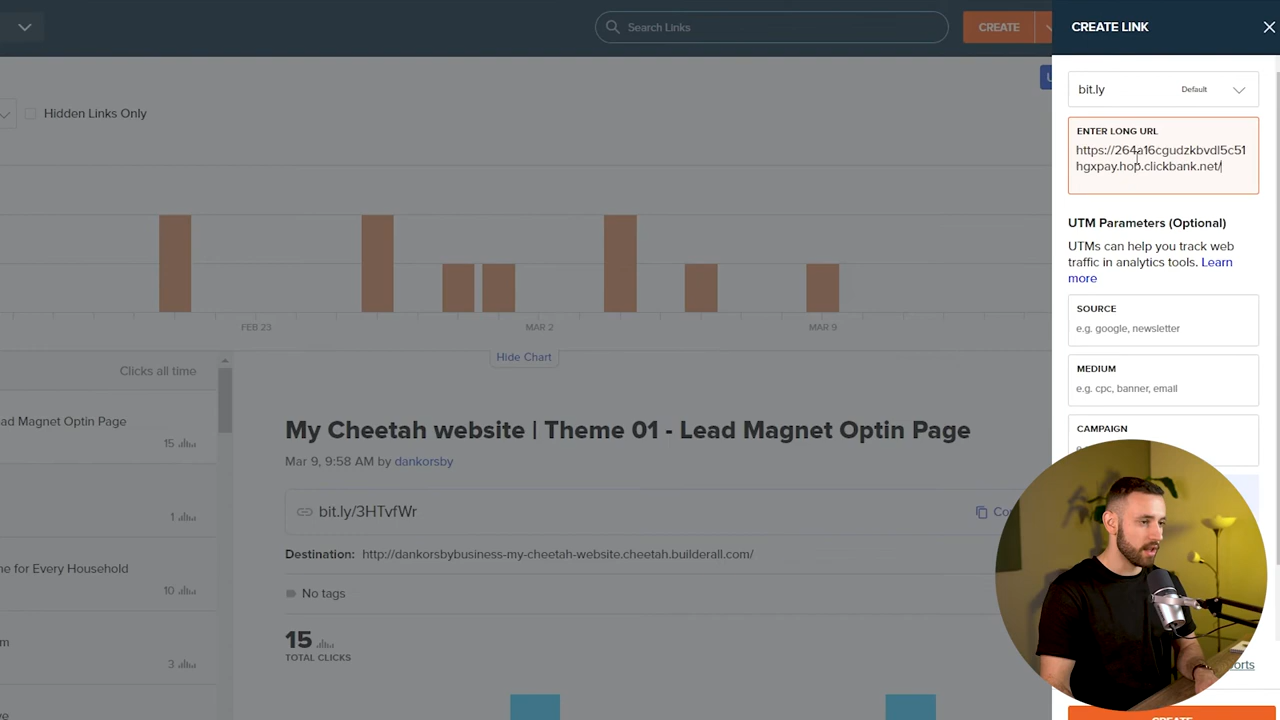 Search Links
CREATE
CREATE LINK
Hidden Links Only
bit.ly
Default
ENTER LONG URL
https://264a16cgudzkbvdl5c51
hgxpay.hop.clickbank.net/
UTM Parameters (Optional)
UTMs can help you track web
traffic in analytics tools. Learn
more
SOURCE
e.g. google, newsletter
MEDIUM
e.g. cpc, banner, email
CAMPAIGN
CREATE
FEB 23
MAR 2
MAR 9
Hide Chart
Clicks all time
ad Magnet Optin Page
15
1
me for Every Household
10
3
My Cheetah website | Theme 01 - Lead Magnet Optin Page
Mar 9, 9:58 AM by dankorsby
bit.ly/3HTvfWr
Destination: http://dankorsbybusiness-my-cheetah-website.cheetah.builderall.com/
No tags
15
TOTAL CLICKS